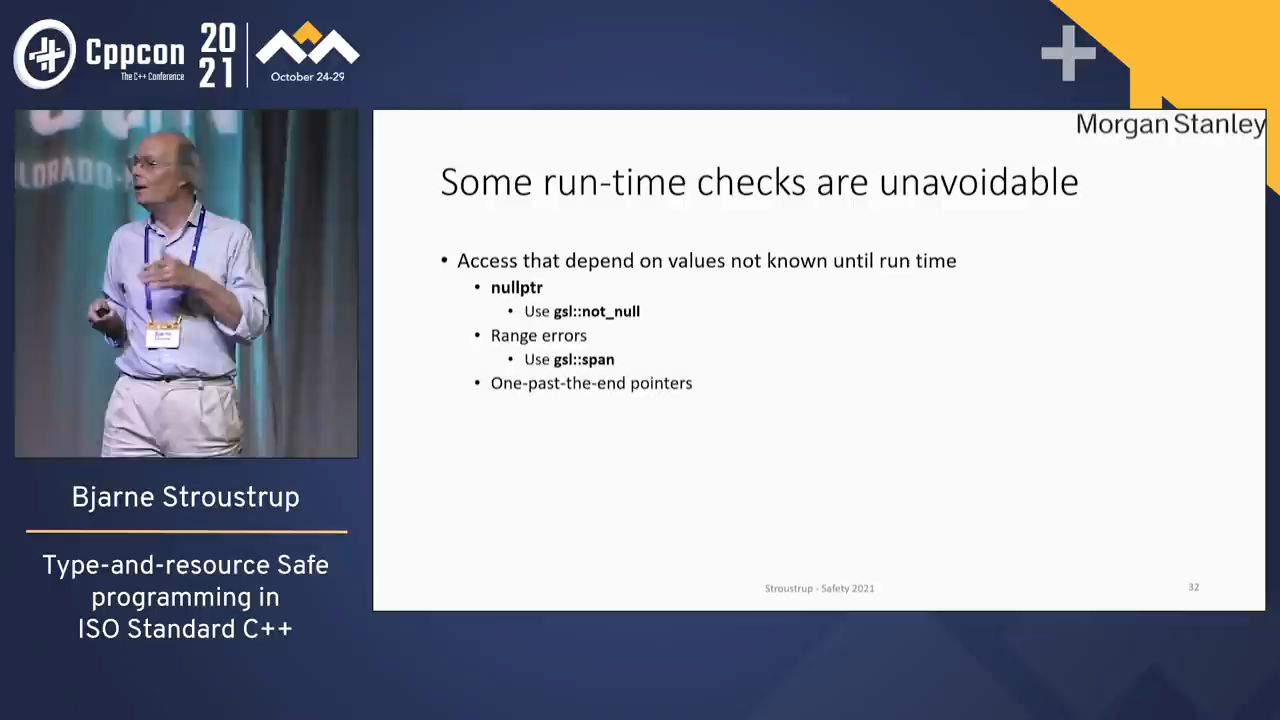 Cppcon
The C++ Conference
20
21
October 24-29
LORADO
Bjarne Stroustrup
Type-and-resource Safe
programming in
ISO Standard C++
Morgan Stanley
Some run-time checks are unavoidable
• Access that depend on values not known until run time
• nullptr
• Use gsl::not_null
• Range errors
• Use gsl::span
• One-past-the-end pointers
Stroustrup - Safety 2021
32